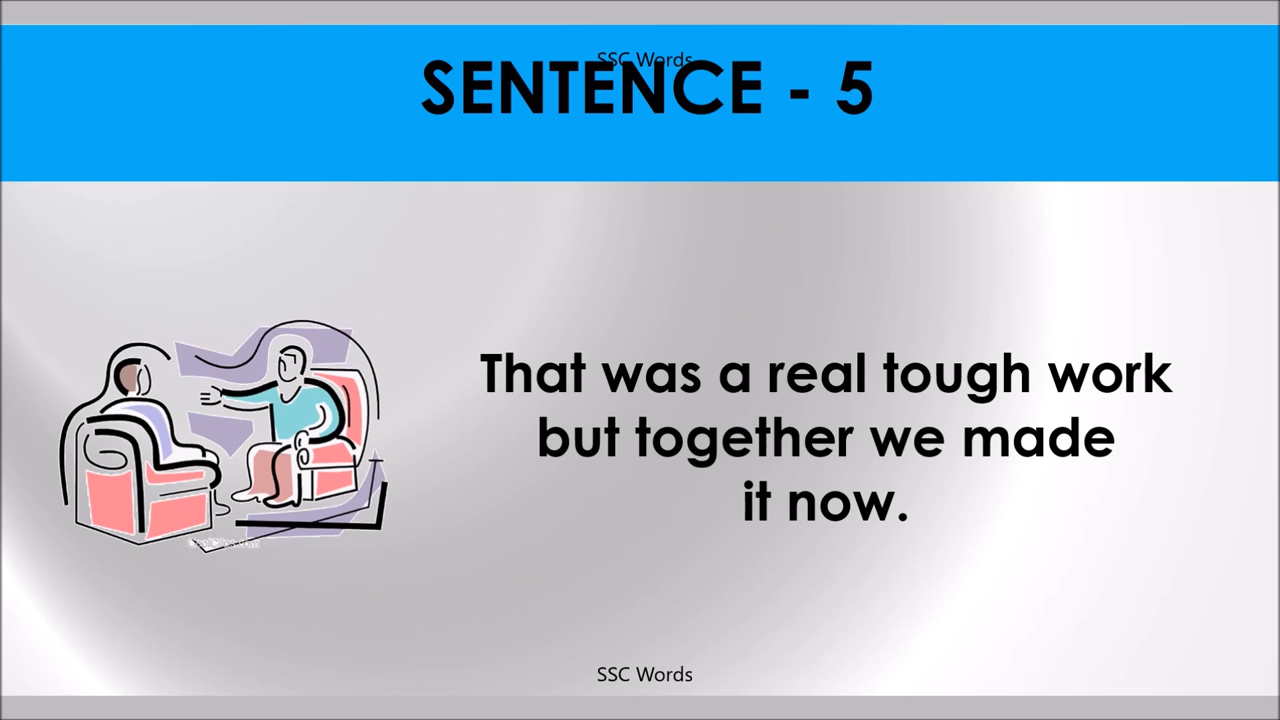 SSC Words
SENTENCE - 5
That was a real tough work
but together we made
it now.
SSC Words